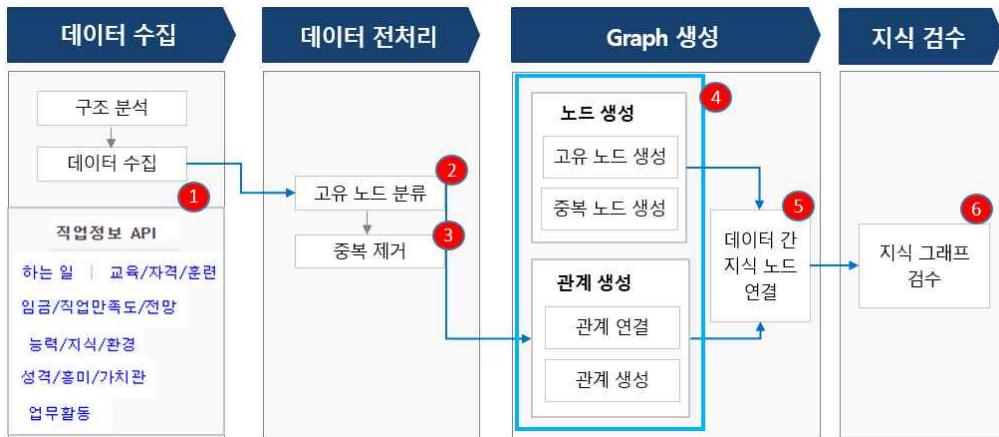 데이터 수집
데이터 전처리
Graph 생성
지식 검수
구조 분석
데이터 수집
1
직업정보 API
하는 일 | 교육/자격/훈련
임금/직업만족도/전망
능력/지식/환경
성격/흥미/가치관
업무활동
고유 노드 분류
2
중복 제거
3
4
노드 생성
고유 노드 생성
중복 노드 생성
관계 생성
관계 연결
관계 생성
5
데이터 간
지식 노드
연결
6
지식 그래프
검수